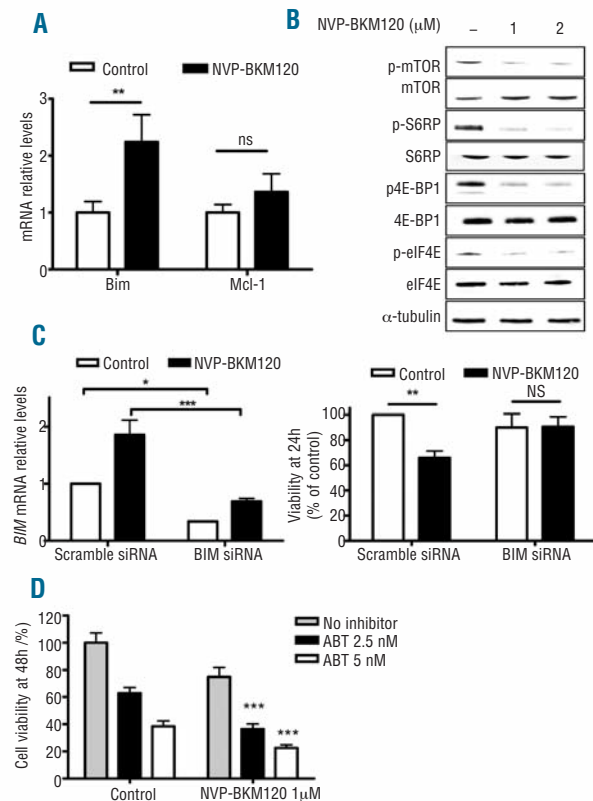 A
Control NVP-BKM120
**
ns
mRNA relative levels
3
2
1
0
Bim Mcl-1
B
NVP-BKM120 (μM) – 1 2
p-mTOR
mTOR
p-S6RP
S6RP
p4E-BP1
4E-BP1
p-eIF4E
eIF4E
α-tubulin
C
Control NVP-BKM120
*
***
BIM mRNA relative levels
2
1
0
Scramble siRNA BIM siRNA
Control NVP-BKM120
** NS
Viability at 24h
(% of control)
100
80
60
40
20
0
Scramble siRNA BIM siRNA
D
No inhibitor
ABT 2.5 nM
ABT 5 nM
Cell viability at 48h /%)
120
100
80
60
40
20
0
***
***
Control NVP-BKM120 1μM